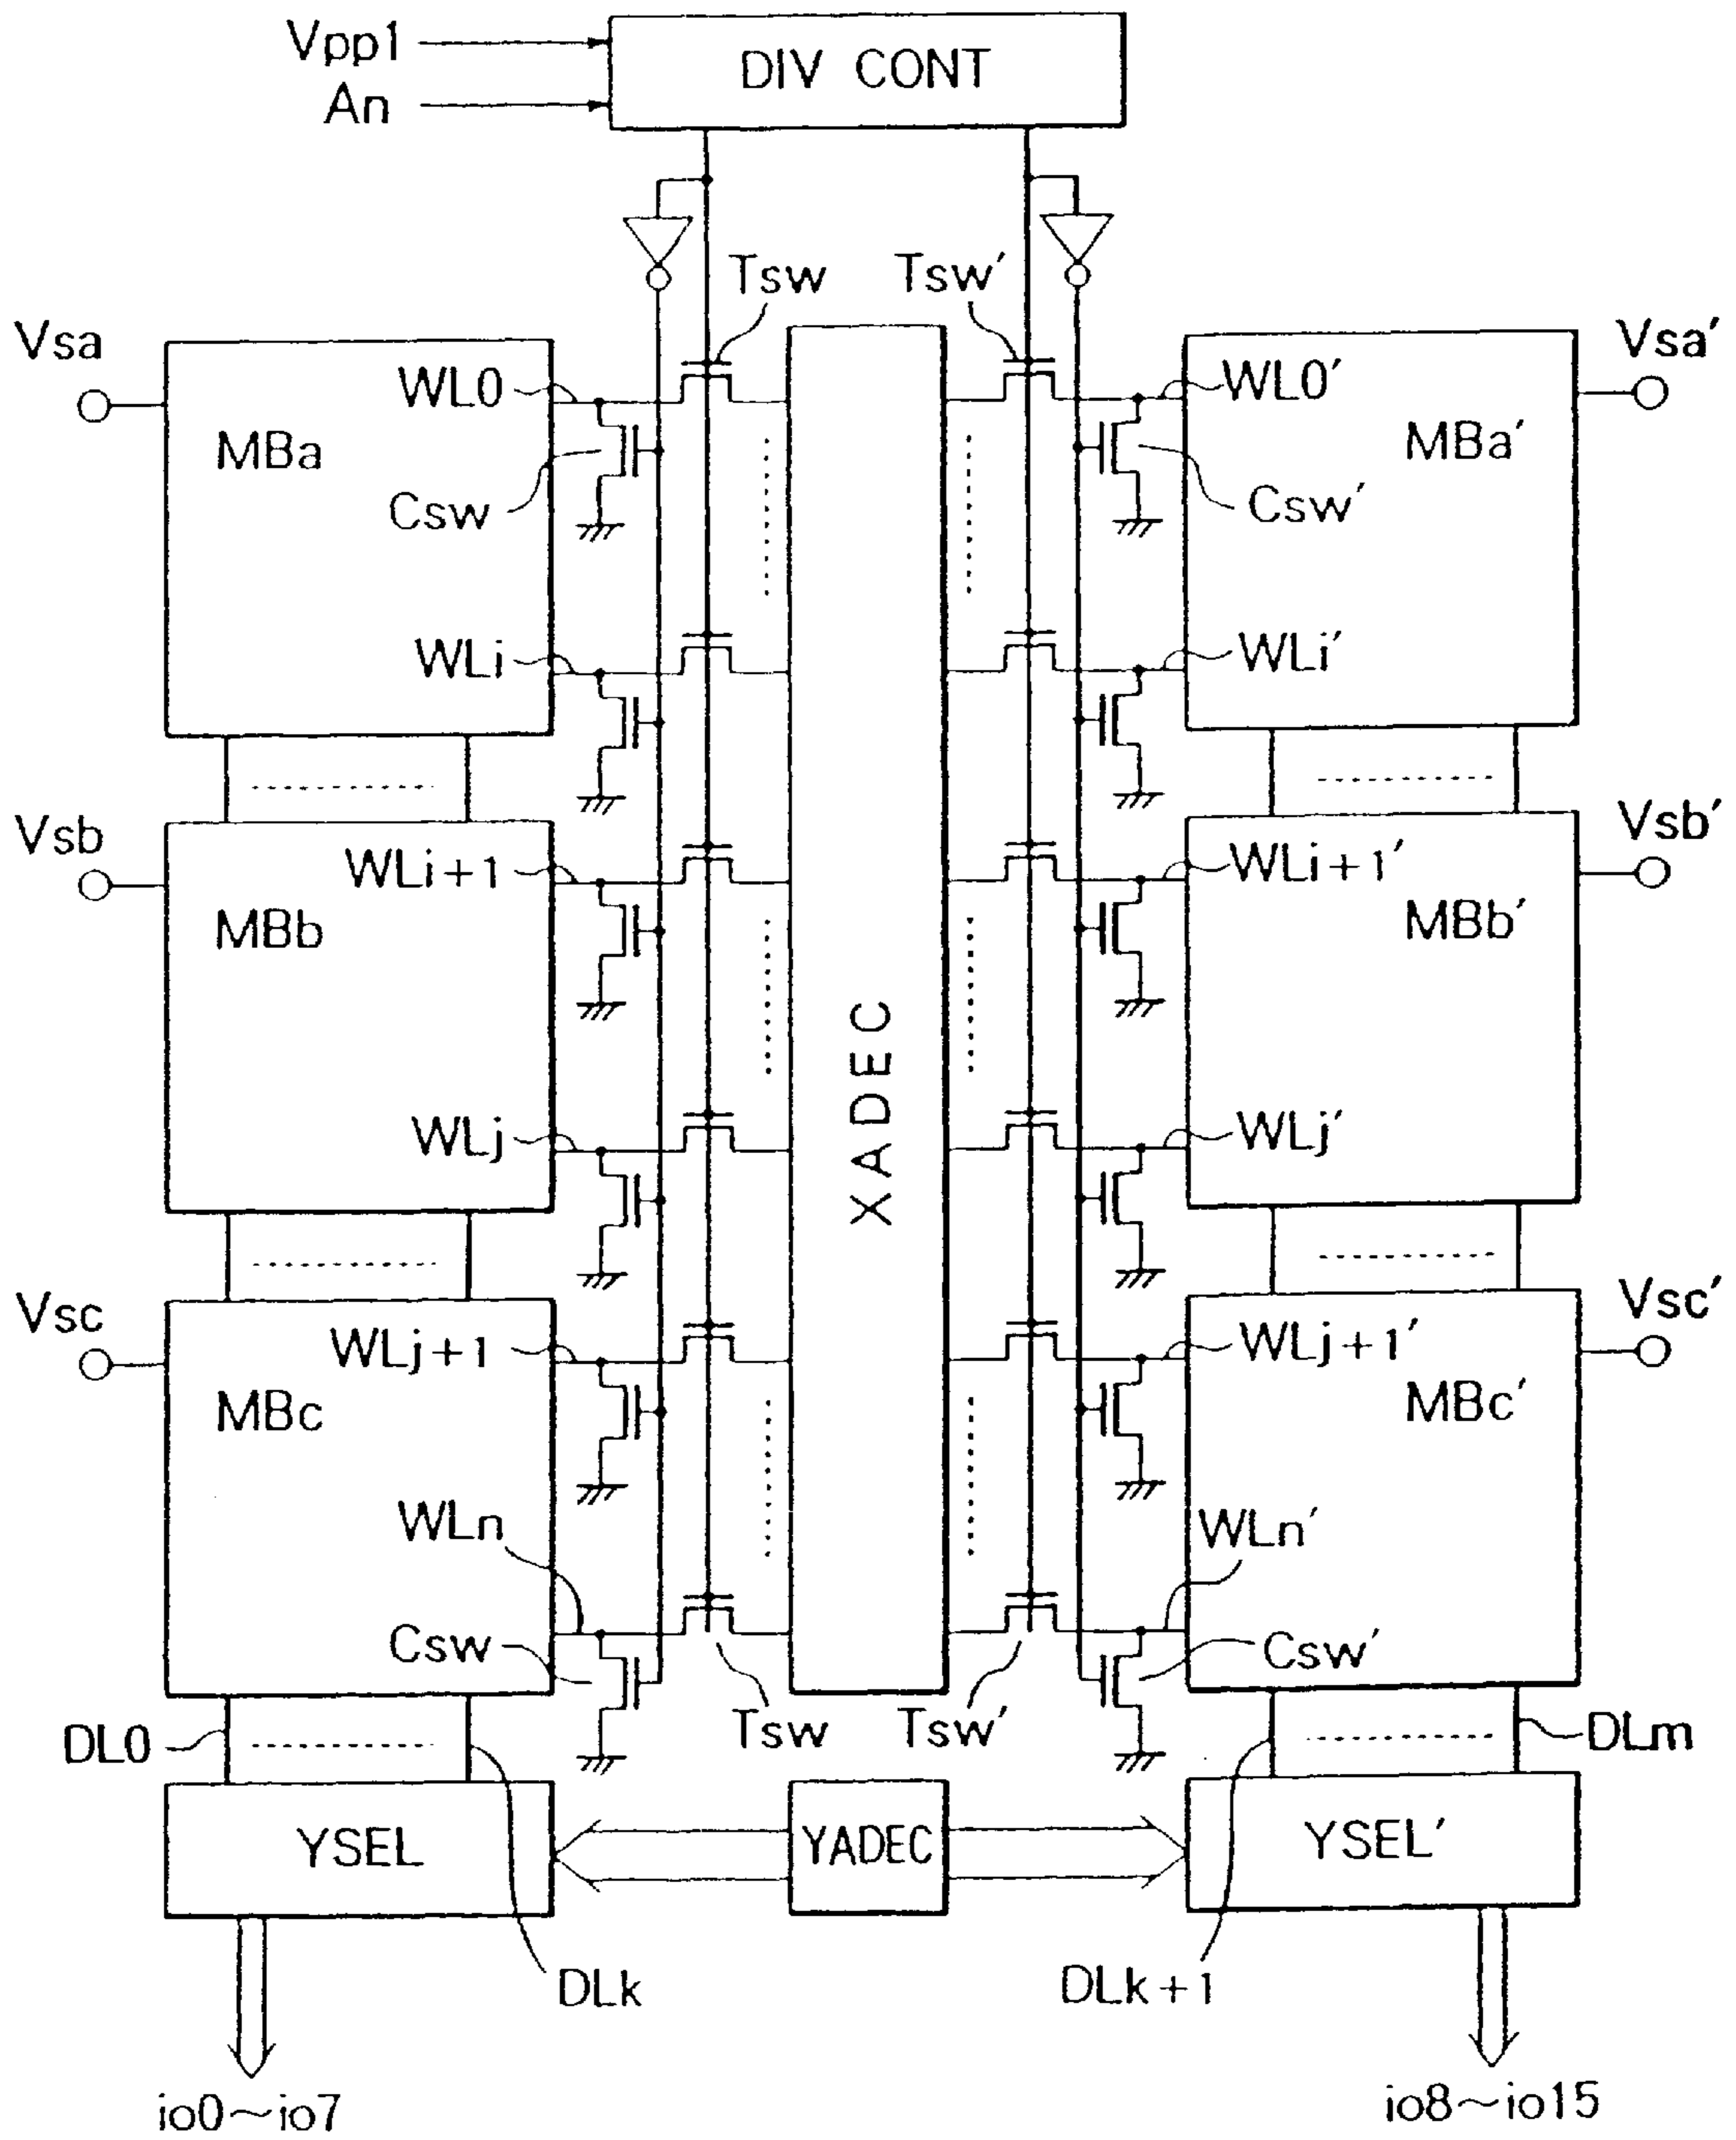 Vpp1
DIV CONT
An
Tsw
Tsw′
Vsa
Vsa′
WL0
WL0′
MBa
MBa′
Csw
Csw′
WLi
WLi′
Vsb
Vsb′
WLi+1
WLi+1′
MBb
MBb′
XADEC
WLj
WLj′
Vsc
Vsc′
WLj+1
WLj+1′
MBc
MBc′
WLn
WLn′
Csw
Csw′
Tsw
Tsw′
DL0
DLm
YSEL
YADEC
YSEL′
DLk
DLk+1
io0~io7
io8~io15